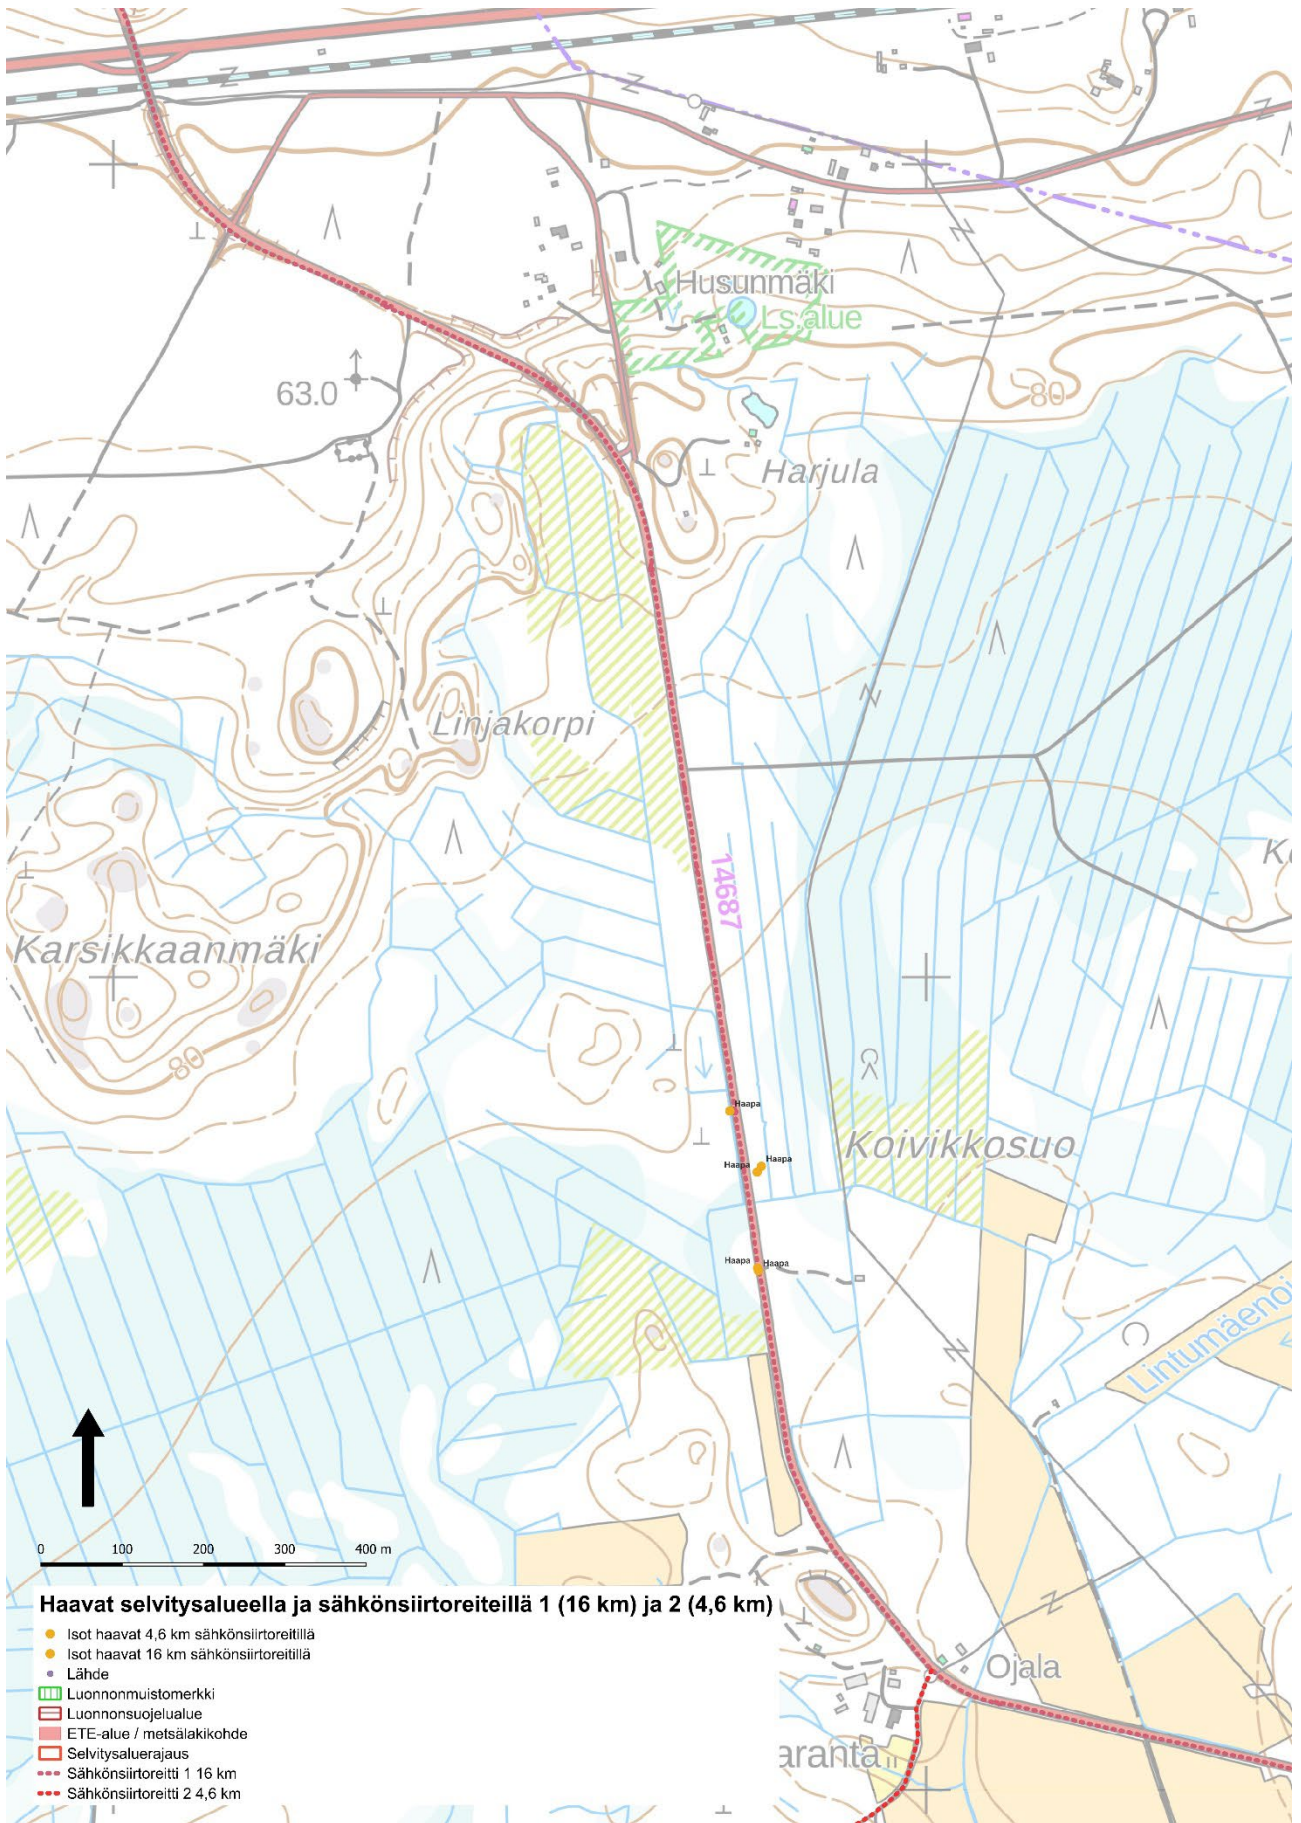 Husunmäki
Ls.alue
63.0
80
Harjula
Linjakorpi
14687
Karsikkaanmäki
80
Haapa
Koivikkosuo
Haapa
Haapa
Haapa
Haapa
Lintumäenoj
0 100 200 300 400 m
Haavat selvitysalueella ja sähkönsiirtoreiteillä 1 (16 km) ja 2 (4,6 km)
Isot haavat 4,6 km sähkönsiirtoreitillä
Isot haavat 16 km sähkönsiirtoreitillä
Lähde
Luonnonmuistomerkki
Luonnonsuojelualue
ETE-alue / metsälakikohde
Selvitysaluerajaus
Sähkönsiirtoreitti 1 16 km
Sähkönsiirtoreitti 2 4,6 km
Ojala
aranta